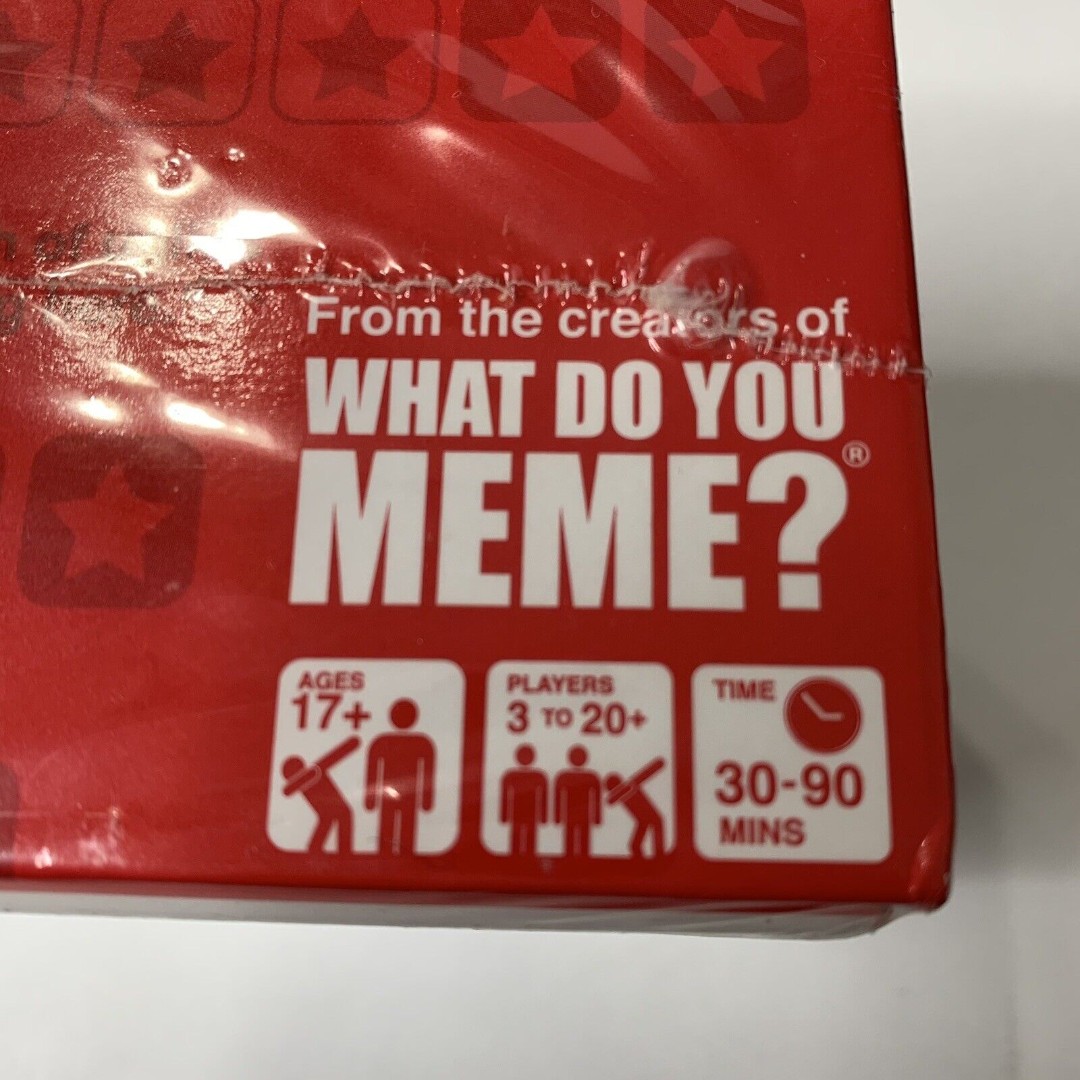 From the creators of
WHAT DO YOU
MEME?®
AGES
17+
PLAYERS
3 TO 20+
TIME
30-90
MINS